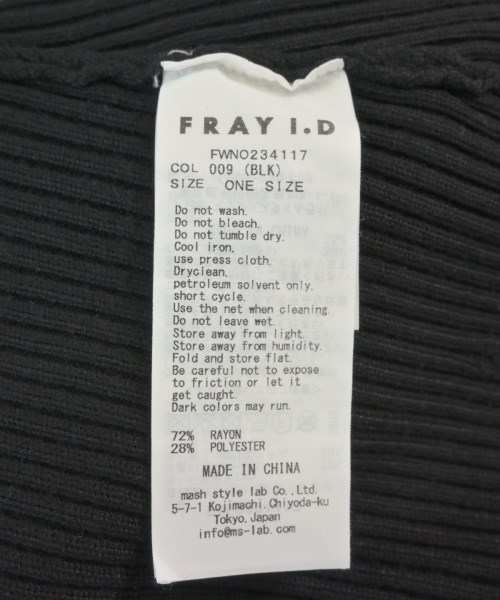 FRAY I.D
FWNO234117
COL 009 (BLK)
SIZE ONE SIZE
Do not wash.
Do not bleach.
Do not tumble dry.
Cool iron,
use press cloth.
Dryclean,
petroleum solvent only.
short cycle.
Use the net when cleaning.
Do not leave wet.
Store away from light.
Store away from humidity.
Fold and store flat.
Be careful not to expose
to friction or let it
get caught.
Dark colors may run.
72% RAYON
28% POLYESTER
MADE IN CHINA
mash style lab Co.,Ltd.
5-7-1 Kojimachi,Chiyoda-ku
Tokyo,Japan
info@ms-lab.com